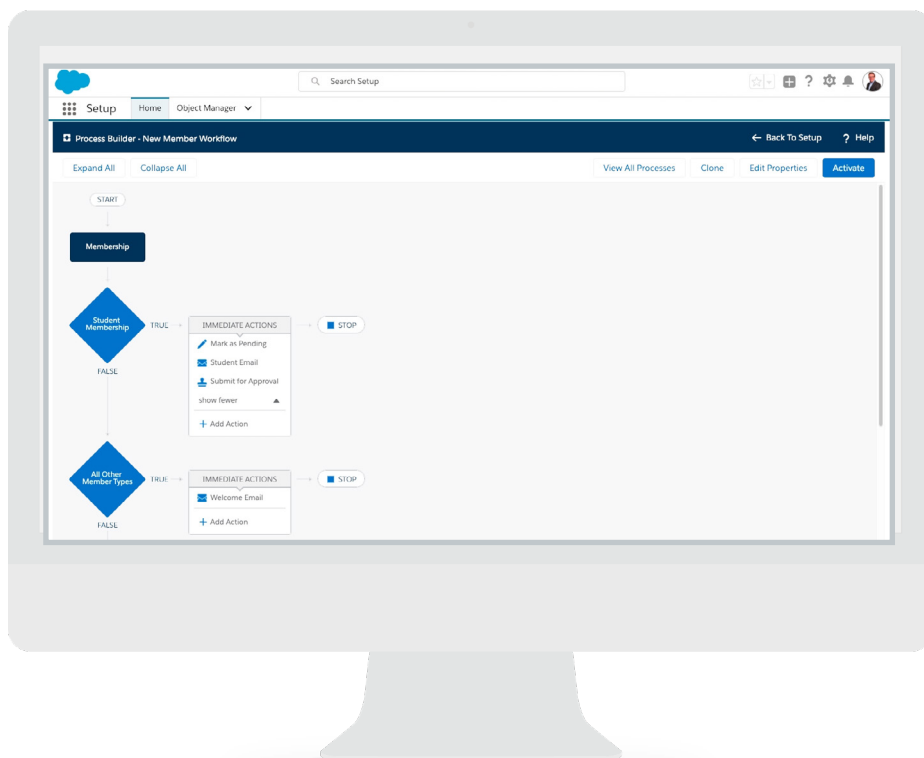 Search Setup
Setup Home Object Manager
Process Builder - New Member Workflow
Back To Setup ? Help
Expand All Collapse All View All Processes Clone Edit Properties Activate
START
Membership
Student
Membership
TRUE
IMMEDIATE ACTIONS
STOP
Mark as Pending
Student Email
Submit for Approval
show fewer
+ Add Action
FALSE
All Other
Member Types
TRUE
IMMEDIATE ACTIONS
STOP
Welcome Email
+ Add Action
FALSE